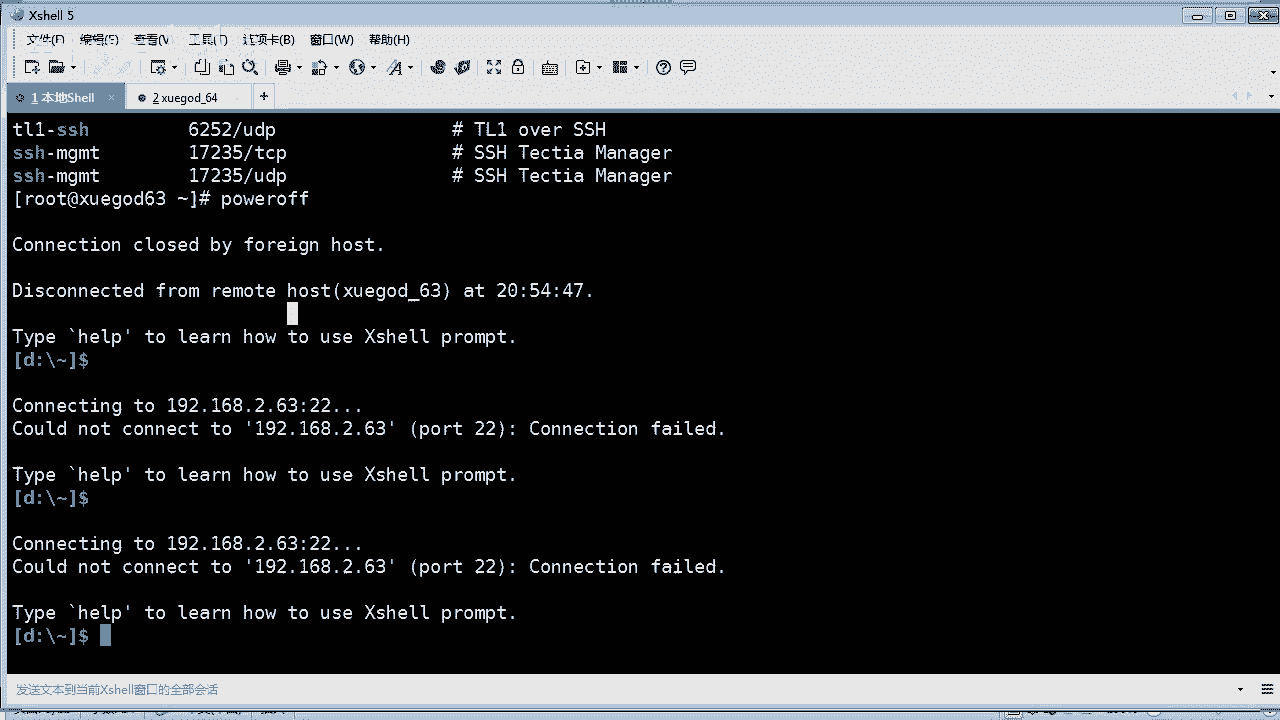 Xshell 5
文件(F) 编辑(E) 查看(V) 工具(T) 选项卡(B) 窗口(W) 帮助(H)
1 本地Shell × 2 xuegod_64 +
tl1-ssh 6252/udp # TL1 over SSH
ssh-mgmt 17235/tcp # SSH Tectia Manager
ssh-mgmt 17235/udp # SSH Tectia Manager
[root@xuegod63 ~]# poweroff
Connection closed by foreign host.
Disconnected from remote host(xuegod_63) at 20:54:47.
Type `help' to learn how to use Xshell prompt.
[d:\~]$
Connecting to 192.168.2.63:22...
Could not connect to '192.168.2.63' (port 22): Connection failed.
Type `help' to learn how to use Xshell prompt.
[d:\~]$
Connecting to 192.168.2.63:22...
Could not connect to '192.168.2.63' (port 22): Connection failed.
Type `help' to learn how to use Xshell prompt.
[d:\~]$
发送文本到当前Xshell窗口的全部会话